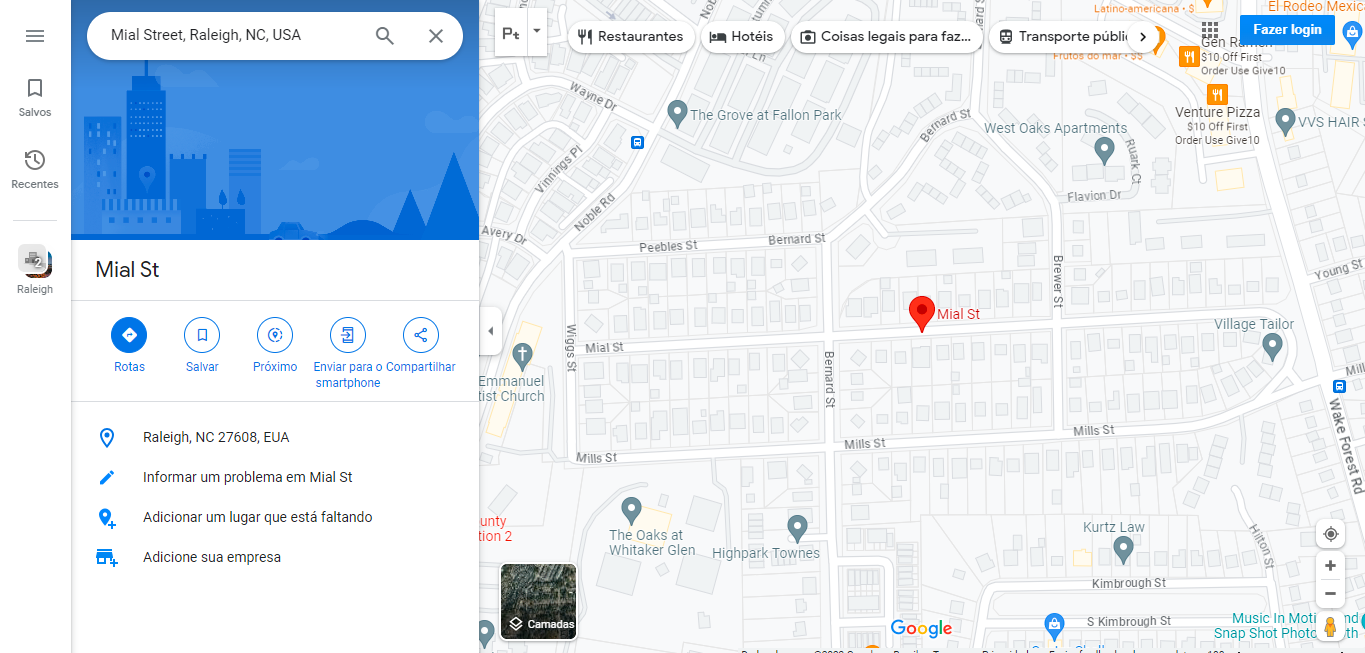 Mial Street, Raleigh, NC, USA
Salvos
Recentes
2
Raleigh
Mial St
Rotas
Salvar
Próximo
Enviar para o
smartphone
Compartilhar
Raleigh, NC 27608, EUA
Informar um problema em Mial St
Adicionar um lugar que está faltando
Adicione sua empresa
Restaurantes
Hotéis
Coisas legais para faz...
Transporte públic
Fazer login
Latino-americana • $
El Rodeo Mexica
Frutos do mar • $$
Gen Ramen
$10 Off First
Order Use Give10
Venture Pizza
$10 Off First
Order Use Give10
VVS HAIR S
Wayne Dr
The Grove at Fallon Park
Bernard St
West Oaks Apartments
Ruark Ct
Vinnings Pl
Noble Rd
Flavion Dr
Avery Dr
Peebles St
Bernard St
Brewer St
Young St
Mial St
Village Tailor
Wiggs St
Mial St
Bernard St
Emmanuel
tist Church
Mills St
Mills St
Mills St
Mill
Wake Forest Rd
unty
tion 2
The Oaks at
Whitaker Glen
Highpark Townes
Kurtz Law
Hilton St
Kimbrough St
S Kimbrough St
Music In Moti
nd
Snap Shot Photo
th
Camadas
Google